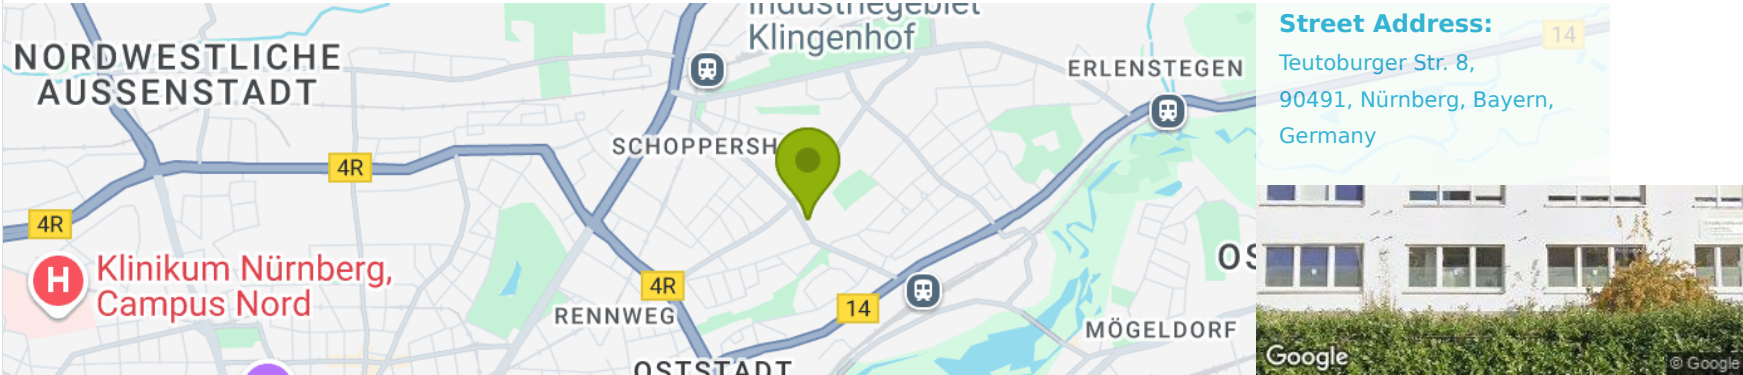 Industriegebiet
Klingenhof
NORDWESTLICHE
AUSSENSTADT
ERLENSTEGEN
SCHOPPERSH
4R
4R
Klinikum Nürnberg,
Campus Nord
H
4R
14
RENNWEG
MÖGELDORF
OSTSTADT
OS
Street Address:
14
Teutoburger Str. 8,
90491, Nürnberg, Bayern,
Germany
Google
© Google